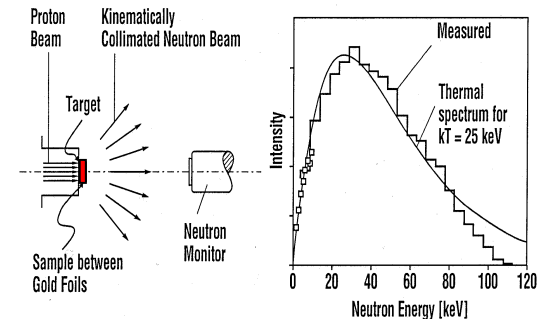 Proton
Beam
Kinematically
Collimated Neutron Beam
Target
Sample between
Gold Foils
Neutron
Monitor
Measured
Thermal
spectrum for
kT = 25 keV
Intensity
0 20 40 60 80 100 120
Neutron Energy [keV]